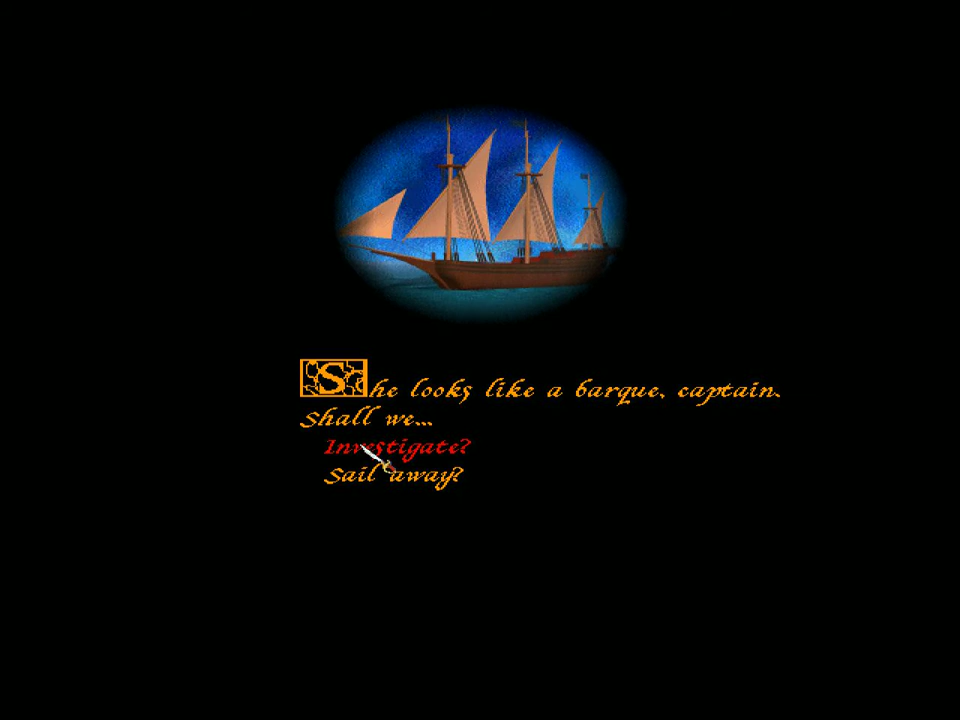 She looks like a barque, captain.
Shall we...
Investigate?
Sail away?